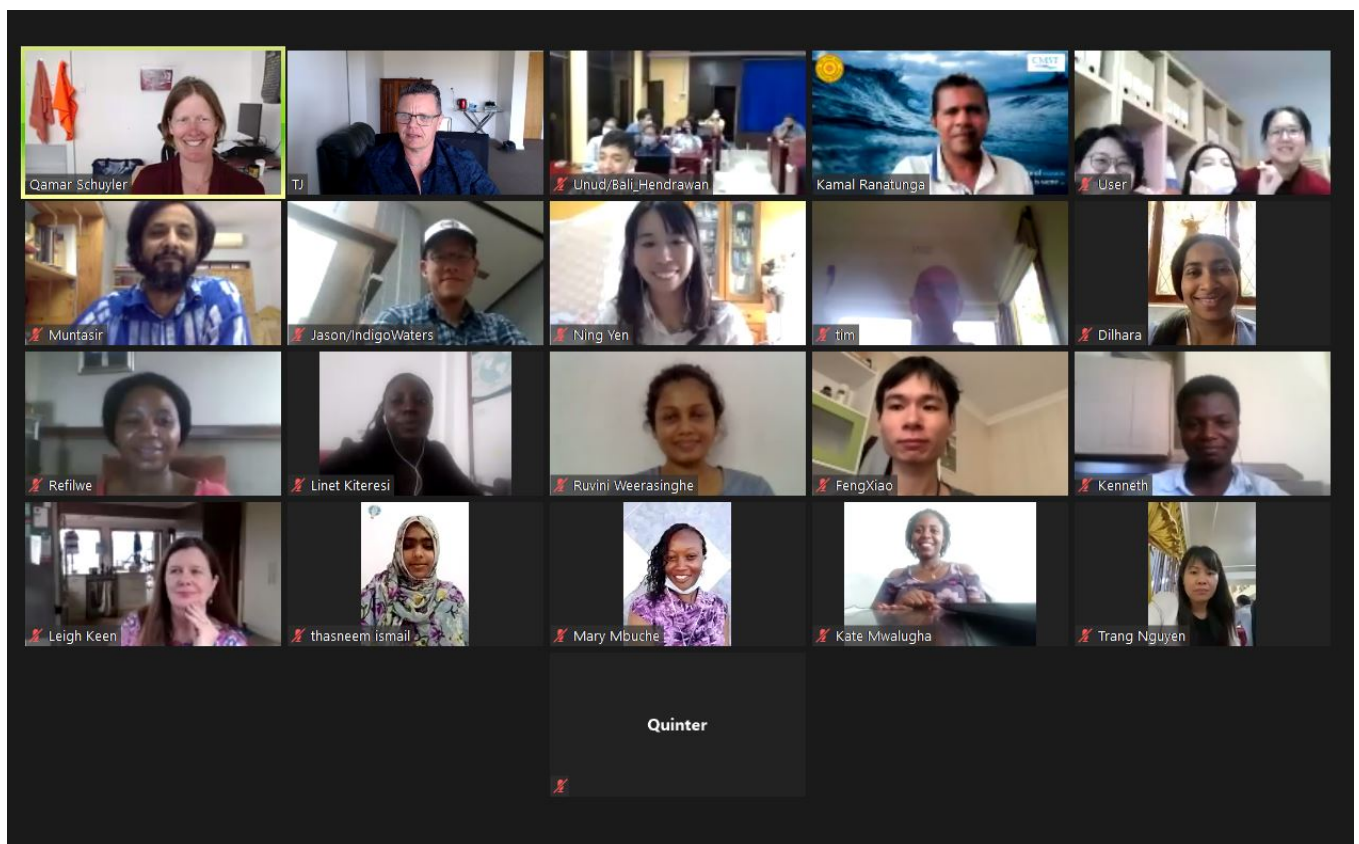 CMST
Qamar Schuyler
TJ
Unud/Bali_Hendrawan
Kamal Ranatunga
User
Muntasir
Jason/IndigoWaters
Ning Yen
tim
Dilhara
Refilwe
Linet Kiteresi
Ruvini Weerasinghe
FengXiao
Kenneth
Leigh Keen
thasneem ismail
Mary Mbuche
Kate Mwalugha
Trang Nguyen
Quinter